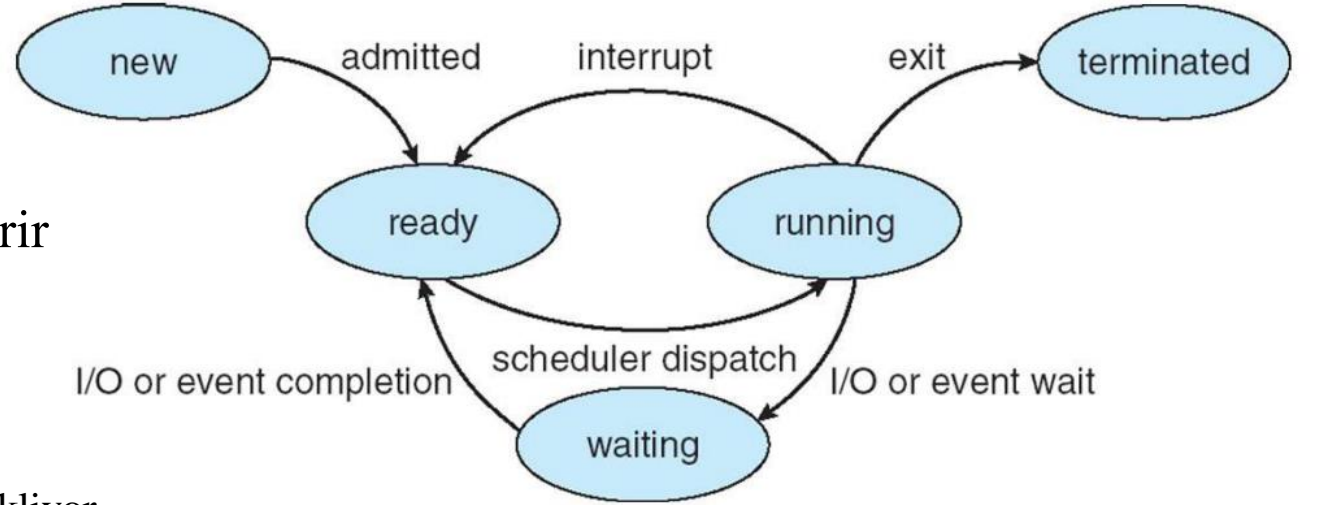 new
admitted
interrupt
exit
terminated
ready
running
rir
scheduler dispatch
I/O or event completion
I/O or event wait
waiting